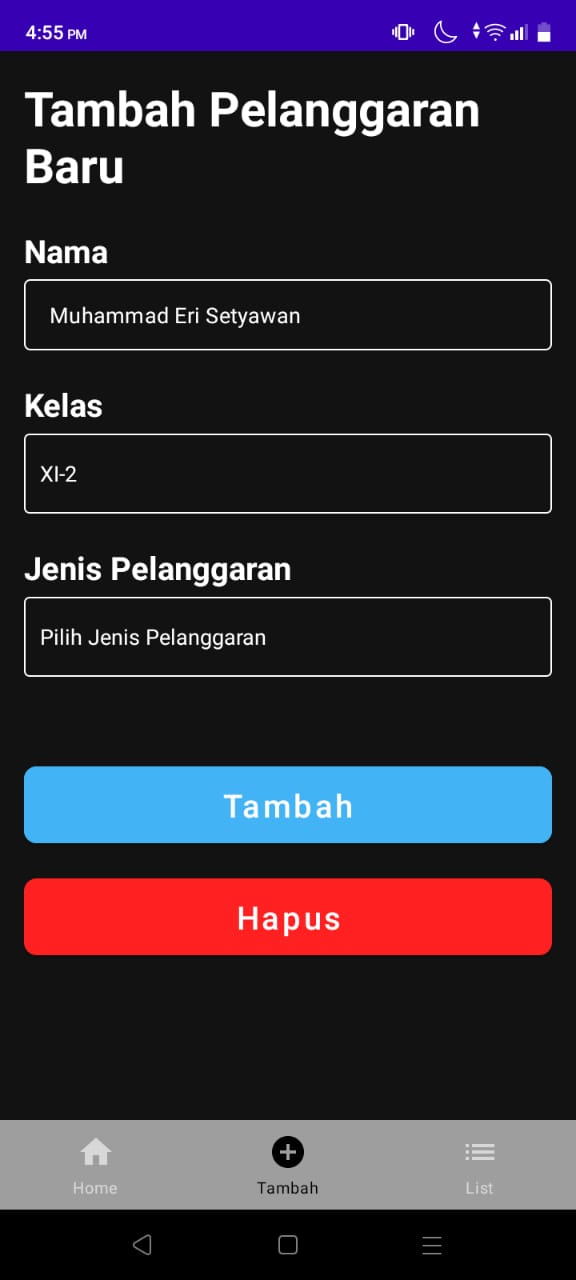 4:55 PM
Tambah Pelanggaran
Baru
Nama
Muhammad Eri Setyawan
Kelas
XI-2
Jenis Pelanggaran
Pilih Jenis Pelanggaran
Tambah
Hapus
Home
Tambah
List